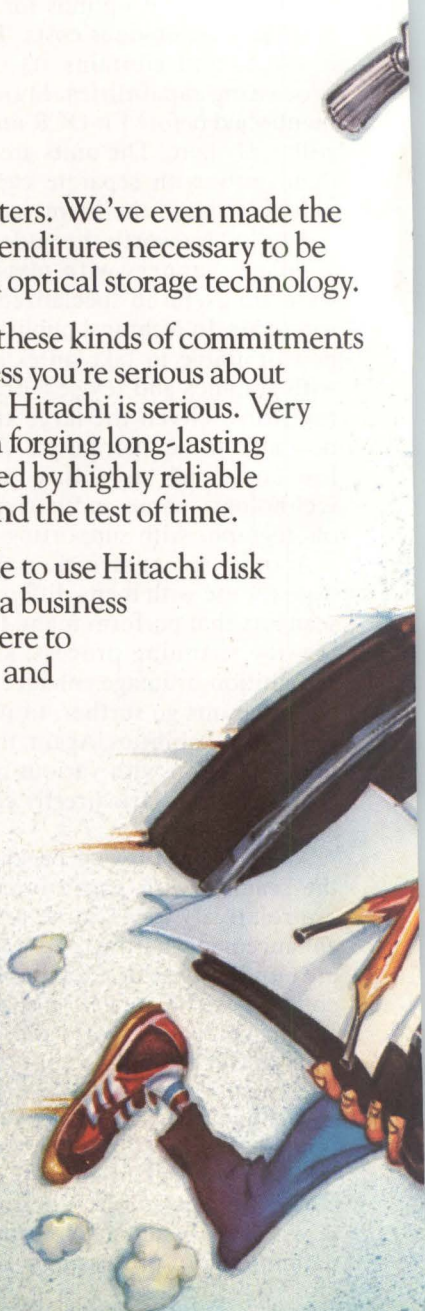 ters. We've even made the
enditures necessary to be
optical storage technology.
these kinds of commitments
ss you're serious about
Hitachi is serious. Very
forging long-lasting
ed by highly reliable
nd the test of time.
e to use Hitachi disk
a business
ere to
and